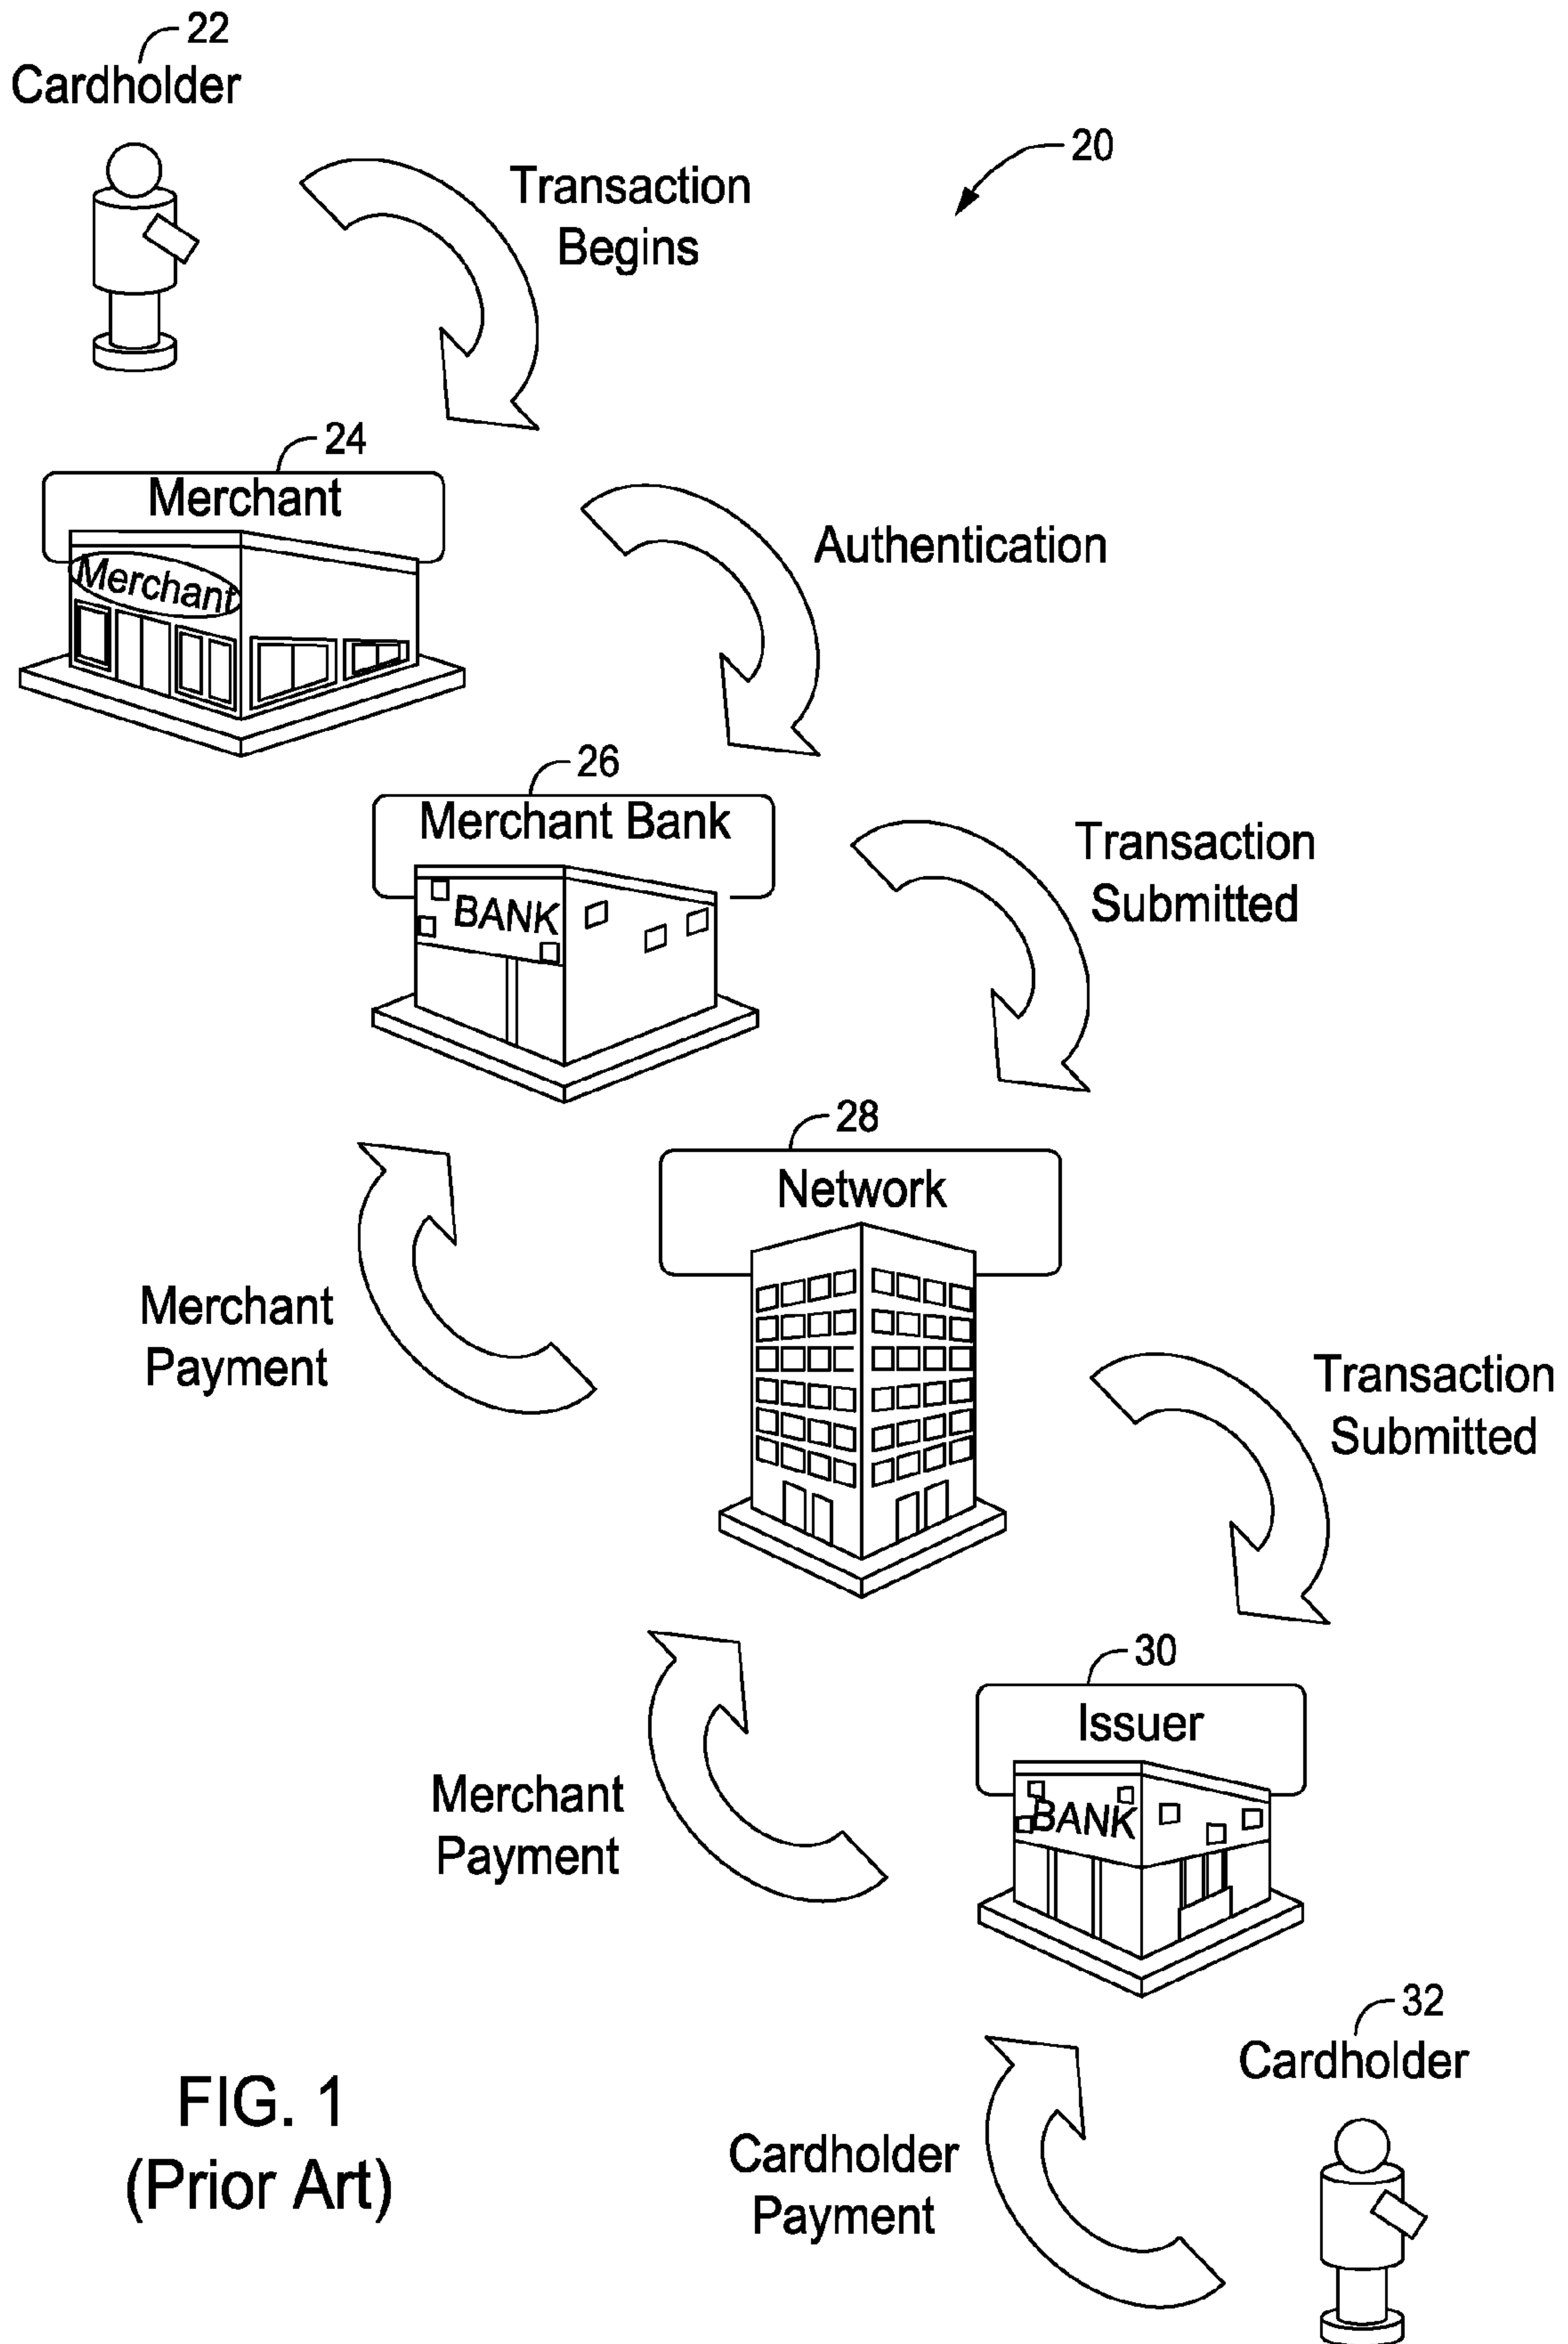 22
Cardholder
20
Transaction
Begins
24
Merchant
Merchant
Authentication
26
Merchant Bank
BANK
Transaction
Submitted
28
Network
Merchant
Payment
Transaction
Submitted
30
Issuer
BANK
Merchant
Payment
32
Cardholder
Cardholder
Payment
FIG. 1
(Prior Art)